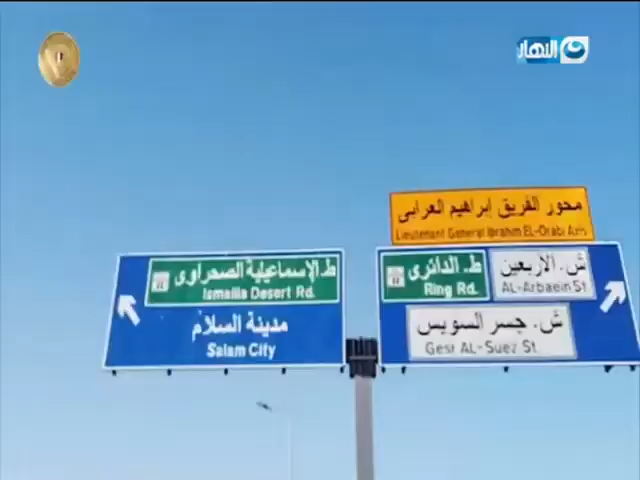 النهار
محور الفريق إبراهيم العرابى
Lieutenant General Ibrahim EL-Orabi Axis
ط.الإسماعيلية الصحراوى
Ismailia Desert Rd.
مدينة السلام
Salam City
ط. الدائرى
Ring Rd.
ش. الأربعين
AL-Arbaein St.
ش. جسر السويس
Gesr AL-Suez St.